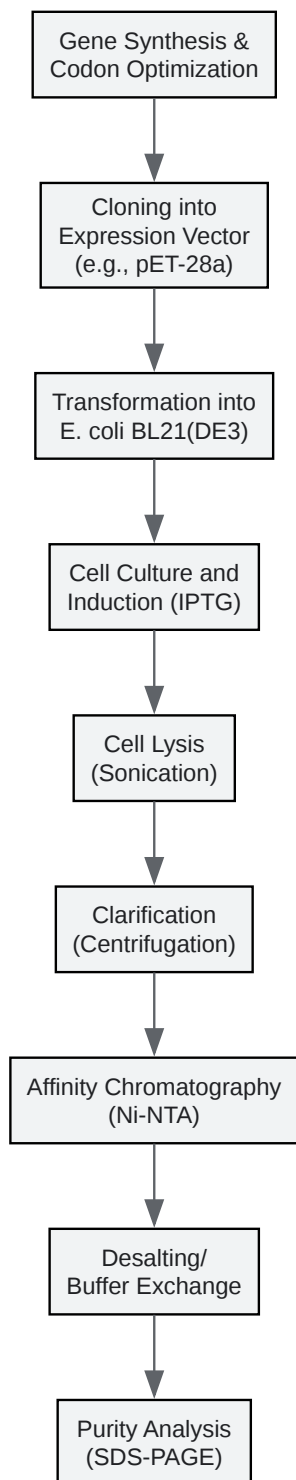 Gene Synthesis &
Codon Optimization
Cloning into
Expression Vector
(e.g., pET-28a)
Transformation into
E. coli BL21(DE3)
Cell Culture and
Induction (IPTG)
Cell Lysis
(Sonication)
Clarification
(Centrifugation)
Affinity Chromatography
(Ni-NTA)
Desalting/
Buffer Exchange
Purity Analysis
(SDS-PAGE)